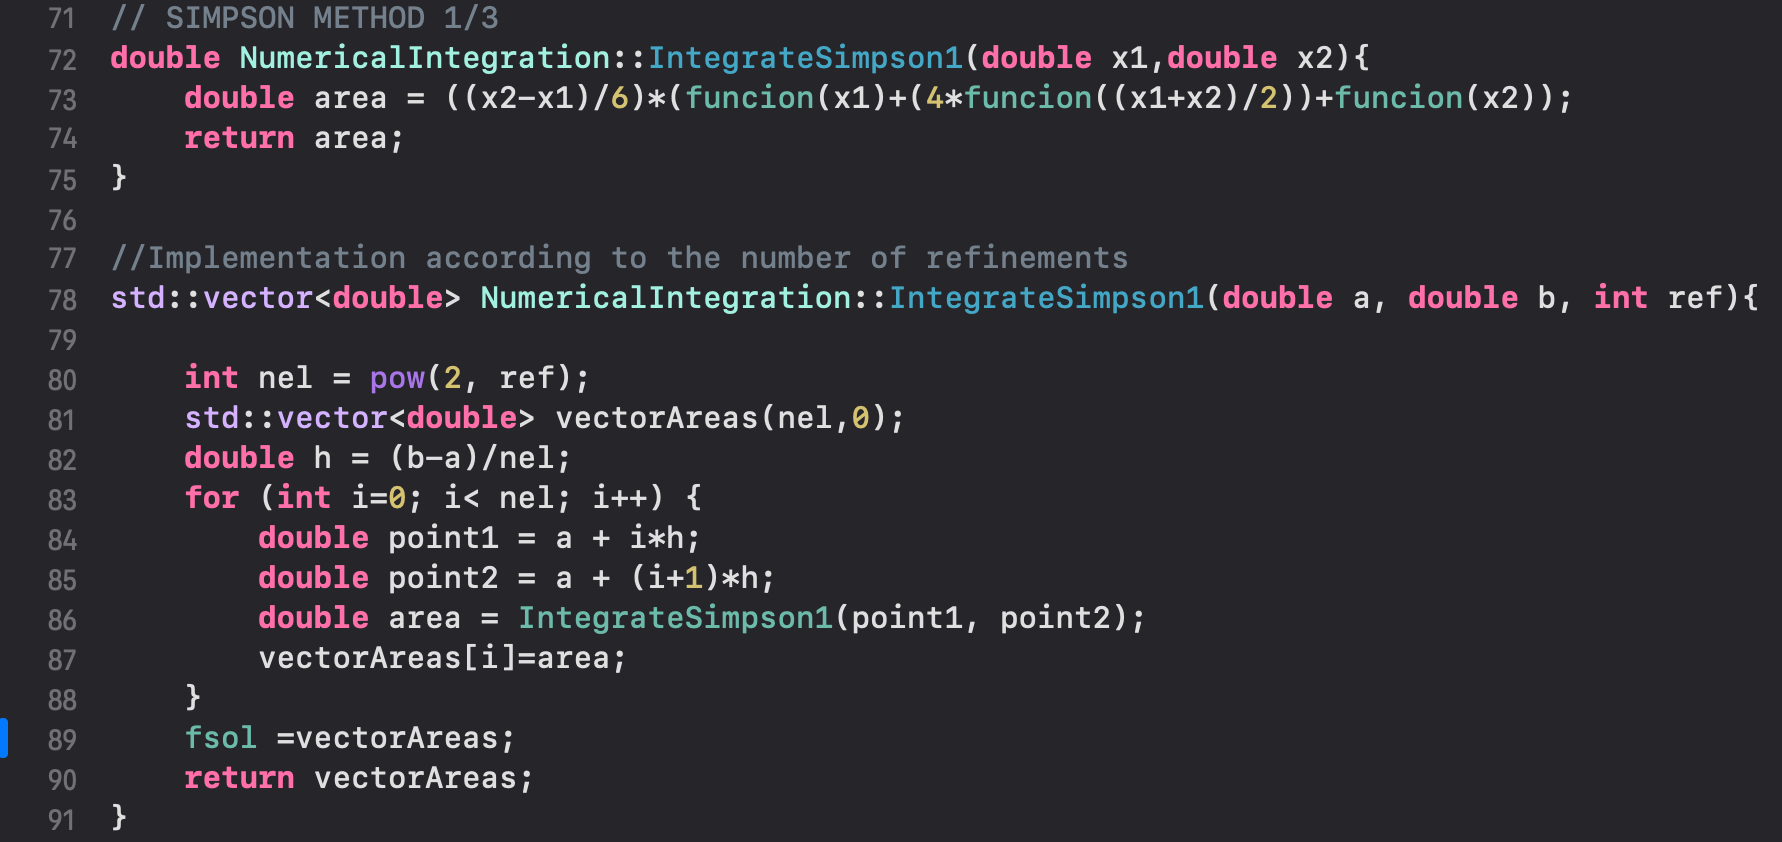 71 // SIMPSON METHOD 1/3
72 double NumericalIntegration::IntegrateSimpson1(double x1,double x2){
73     double area = ((x2-x1)/6)*(funcion(x1)+(4*funcion((x1+x2)/2))+funcion(x2));
74     return area;
75 }
76
77 //Implementation according to the number of refinements
78 std::vector<double> NumericalIntegration::IntegrateSimpson1(double a, double b, int ref){
79
80     int nel = pow(2, ref);
81     std::vector<double> vectorAreas(nel,0);
82     double h = (b-a)/nel;
83     for (int i=0; i< nel; i++) {
84         double point1 = a + i*h;
85         double point2 = a + (i+1)*h;
86         double area = IntegrateSimpson1(point1, point2);
87         vectorAreas[i]=area;
88     }
89     fsol =vectorAreas;
90     return vectorAreas;
91 }